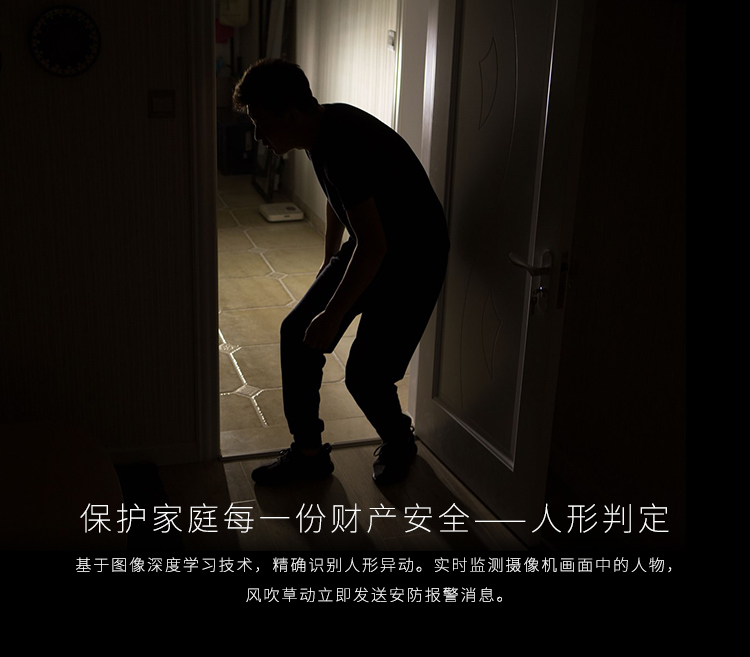 保护家庭每一份财产安全——人形判定
基于图像深度学习技术，精确识别人形异动。实时监测摄像机画面中的人物，
风吹草动立即发送安防报警消息。